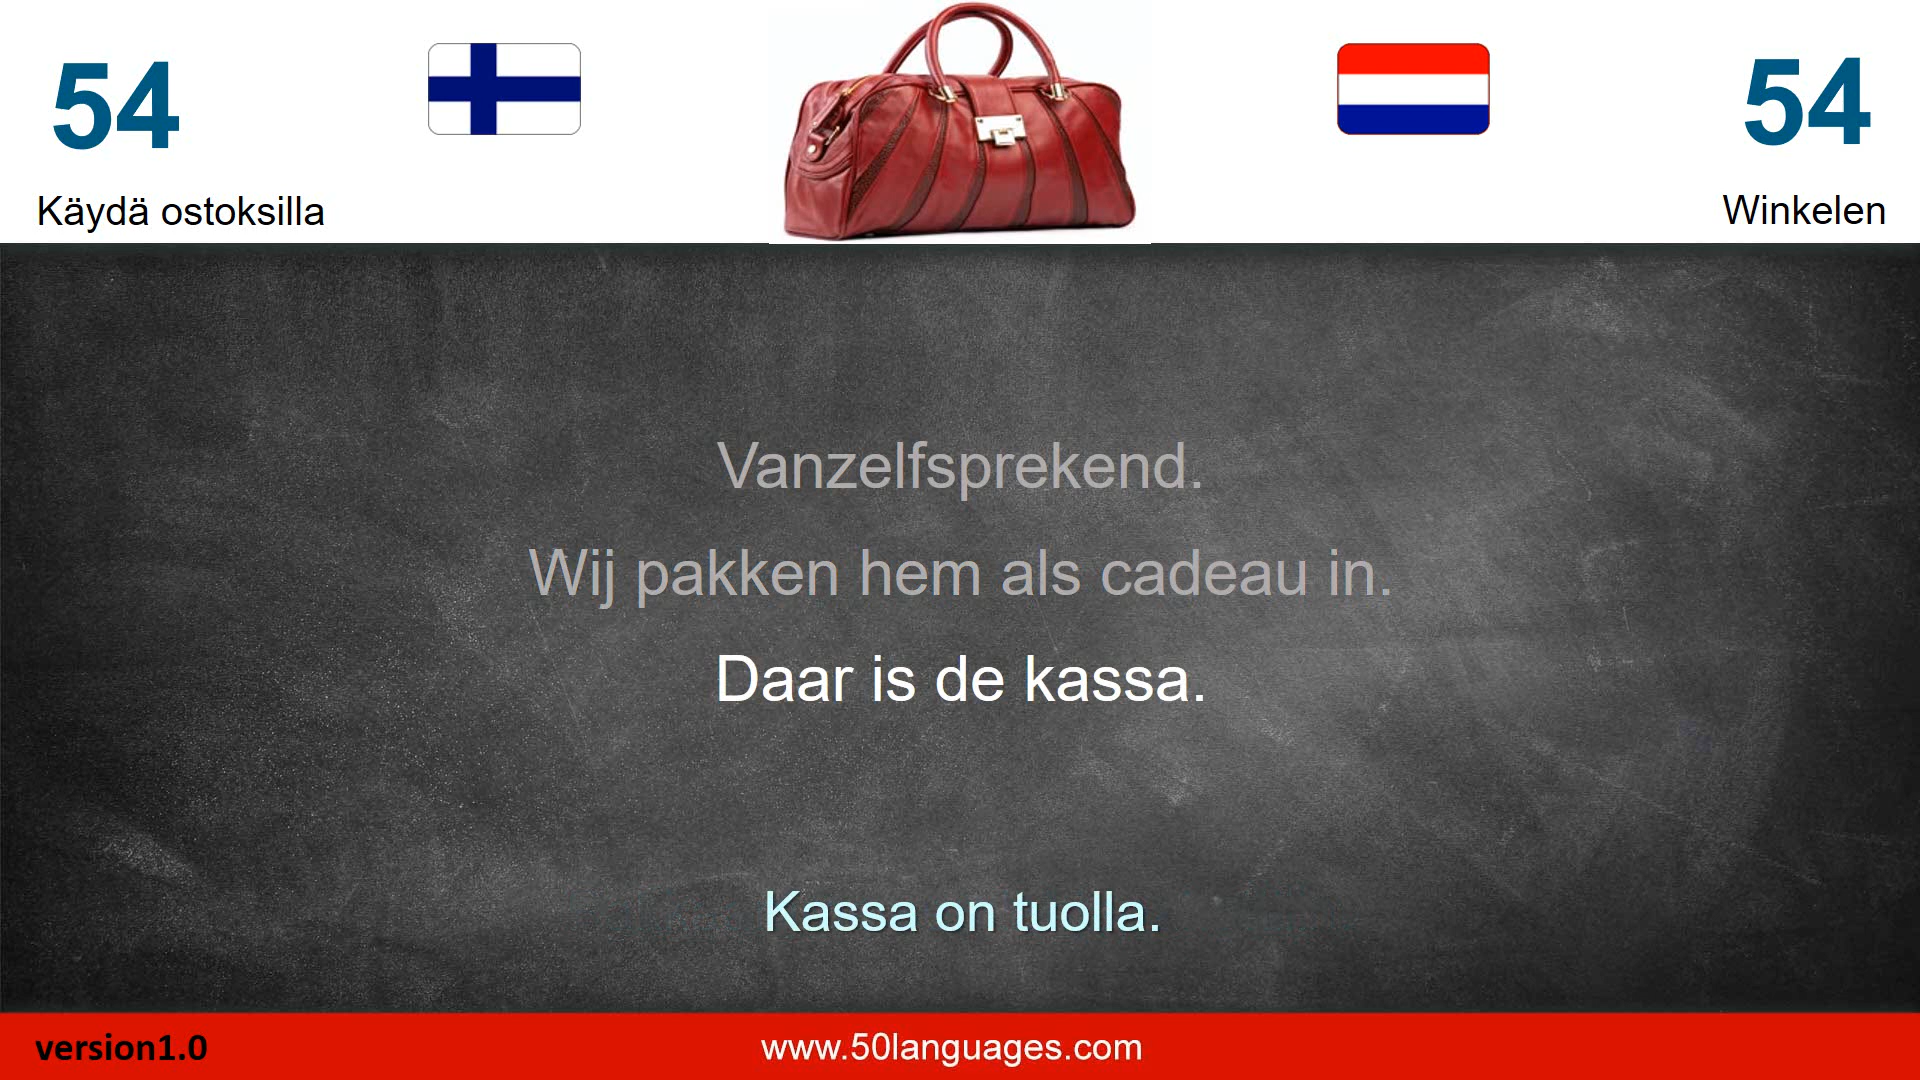 54
54
Käydä ostoksilla
Winkelen
Vanzelfsprekend.
Wij pakken hem als cadeau in.
Daar is de kassa.
Kassa on tuolla.
version1.0
www.50languages.com